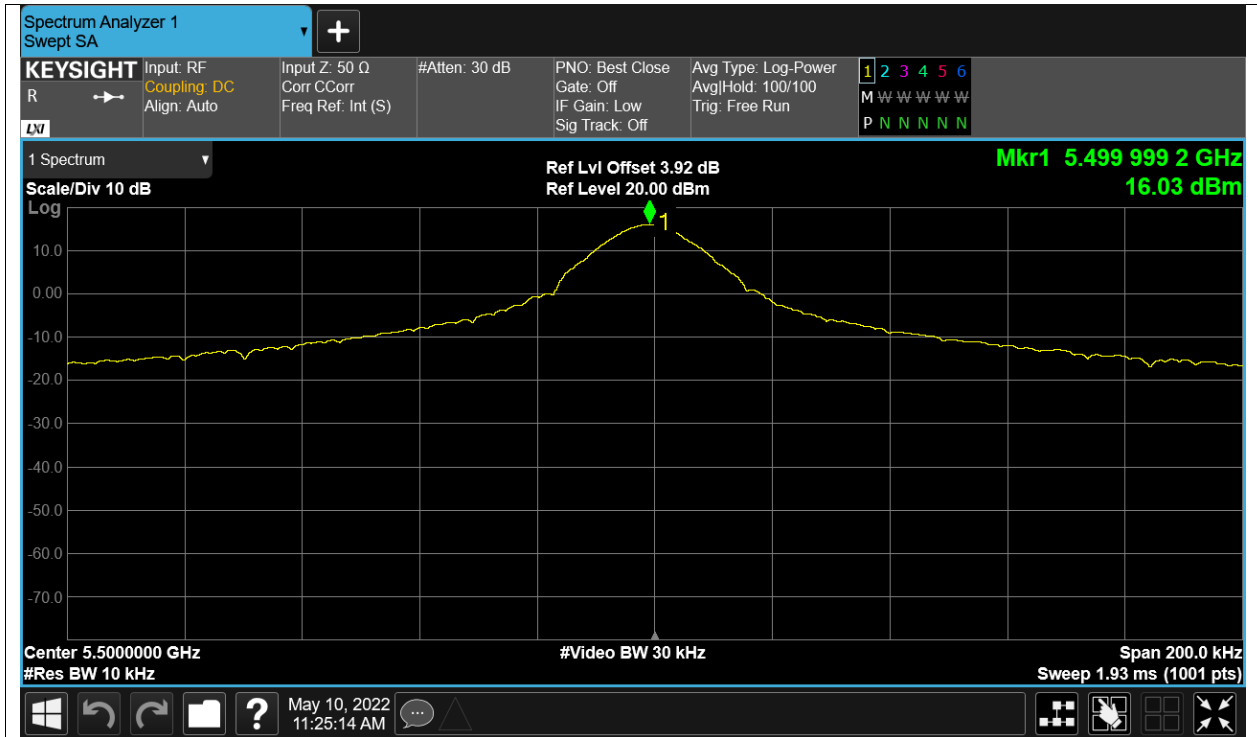 Spectrum Analyzer 1
Swept SA
+
KEYSIGHT
R
LXI
Input: RF
Coupling: DC
Align: Auto
Input Z: 50 Ω
Corr CCorr
Freq Ref: Int (S)
#Atten: 30 dB
PNO: Best Close
Gate: Off
IF Gain: Low
Sig Track: Off
Avg Type: Log-Power
Avg|Hold: 100/100
Trig: Free Run
1 2 3 4 5 6
M W W W W W
P N N N N N
1 Spectrum
Scale/Div 10 dB
Log
Ref Lvl Offset 3.92 dB
Ref Level 20.00 dBm
Mkr1 5.499 999 2 GHz
16.03 dBm
1
10.0
0.00
-10.0
-20.0
-30.0
-40.0
-50.0
-60.0
-70.0
Center 5.5000000 GHz
#Res BW 10 kHz
#Video BW 30 kHz
Span 200.0 kHz
Sweep 1.93 ms (1001 pts)
?
May 10, 2022
11:25:14 AM